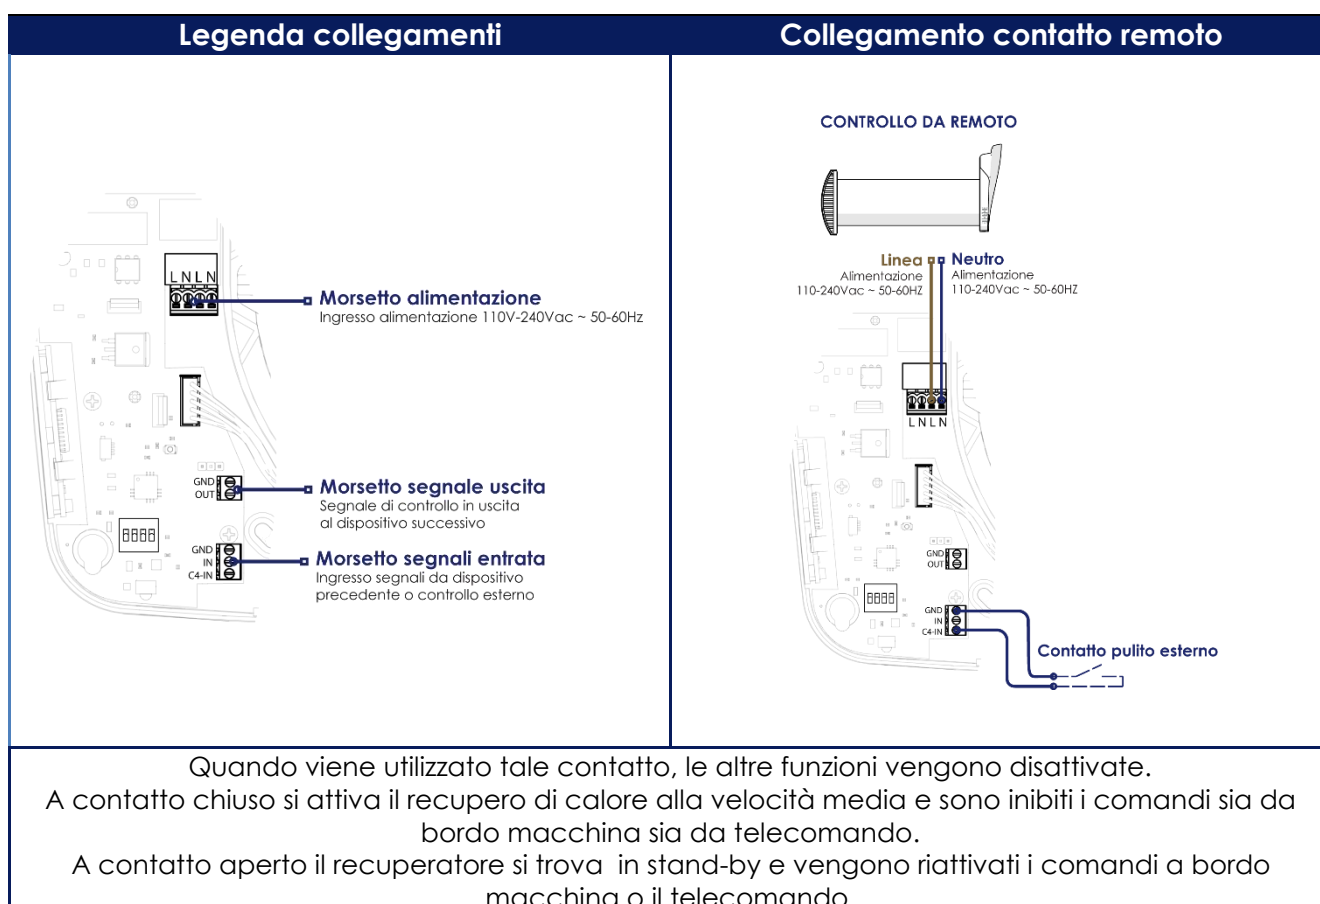 Legenda collegamenti
Collegamento contatto remoto
L N L N
Morsetto alimentazione
Ingresso alimentazione 110V-240Vac ~ 50-60Hz
GND
OUT
Morsetto segnale uscita
Segnale di controllo in uscita
al dispositivo successivo
GND
IN
C4-IN
Morsetto segnali entrata
Ingresso segnali da dispositivo
precedente o controllo esterno
CONTROLLO DA REMOTO
Linea
Alimentazione
110-240Vac ~ 50-60HZ
Neutro
Alimentazione
110-240Vac ~ 50-60HZ
L N L N
GND
OUT
GND
IN
C4-IN
Contatto pulito esterno
Quando viene utilizzato tale contatto, le altre funzioni vengono disattivate.
A contatto chiuso si attiva il recupero di calore alla velocità media e sono inibiti i comandi sia da
bordo macchina sia da telecomando.
A contatto aperto il recuperatore si trova in stand-by e vengono riattivati i comandi a bordo
macchina o il telecomando